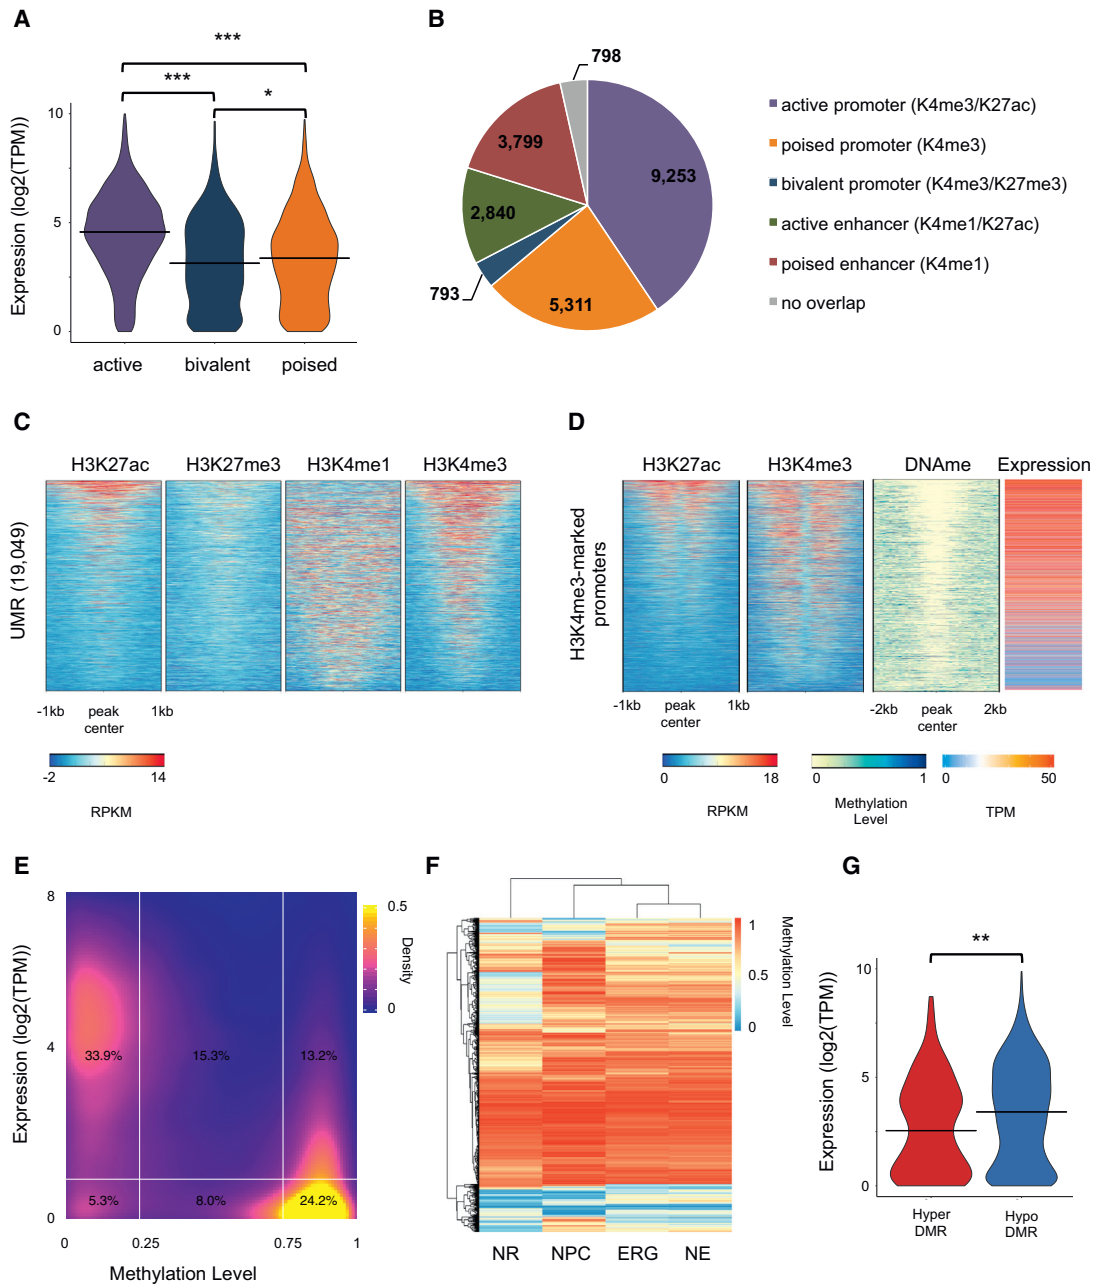 A
***
***
*
Expression (log2(TPM))
10
5
0
active
bivalent
poised
B
798
9,253
3,799
2,840
793
5,311
active promoter (K4me3/K27ac)
poised promoter (K4me3)
bivalent promoter (K4me3/K27me3)
active enhancer (K4me1/K27ac)
poised enhancer (K4me1)
no overlap
C
H3K27ac
H3K27me3
H3K4me1
H3K4me3
UMR (19,049)
-1kb
peak
center
1kb
-2
14
RPKM
D
H3K27ac
H3K4me3
DNAme
Expression
H3K4me3-marked
promoters
-1kb
peak
center
1kb
-2kb
peak
center
2kb
0
18
RPKM
0
1
Methylation
Level
0
50
TPM
E
Expression (log2(TPM))
8
4
0
33.9%
15.3%
13.2%
5.3%
8.0%
24.2%
0
0.25
0.75
1
Methylation Level
0.5
0
Density
F
1
0.5
0
Methylation Level
NR
NPC
ERG
NE
G
**
Expression (log2(TPM))
10
5
0
Hyper
DMR
Hypo
DMR